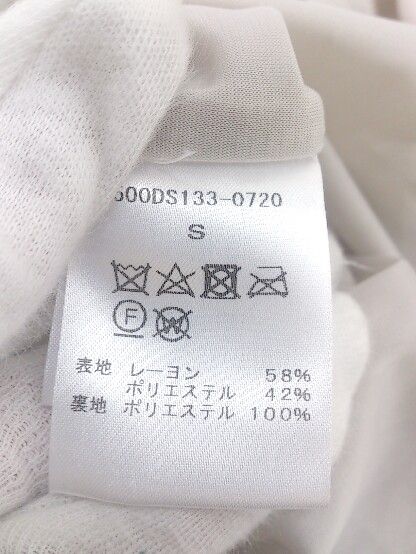 600DS133-0720
S
F
W
表地 レーヨン 58%
ポリエステル 42%
裏地 ポリエステル 100%